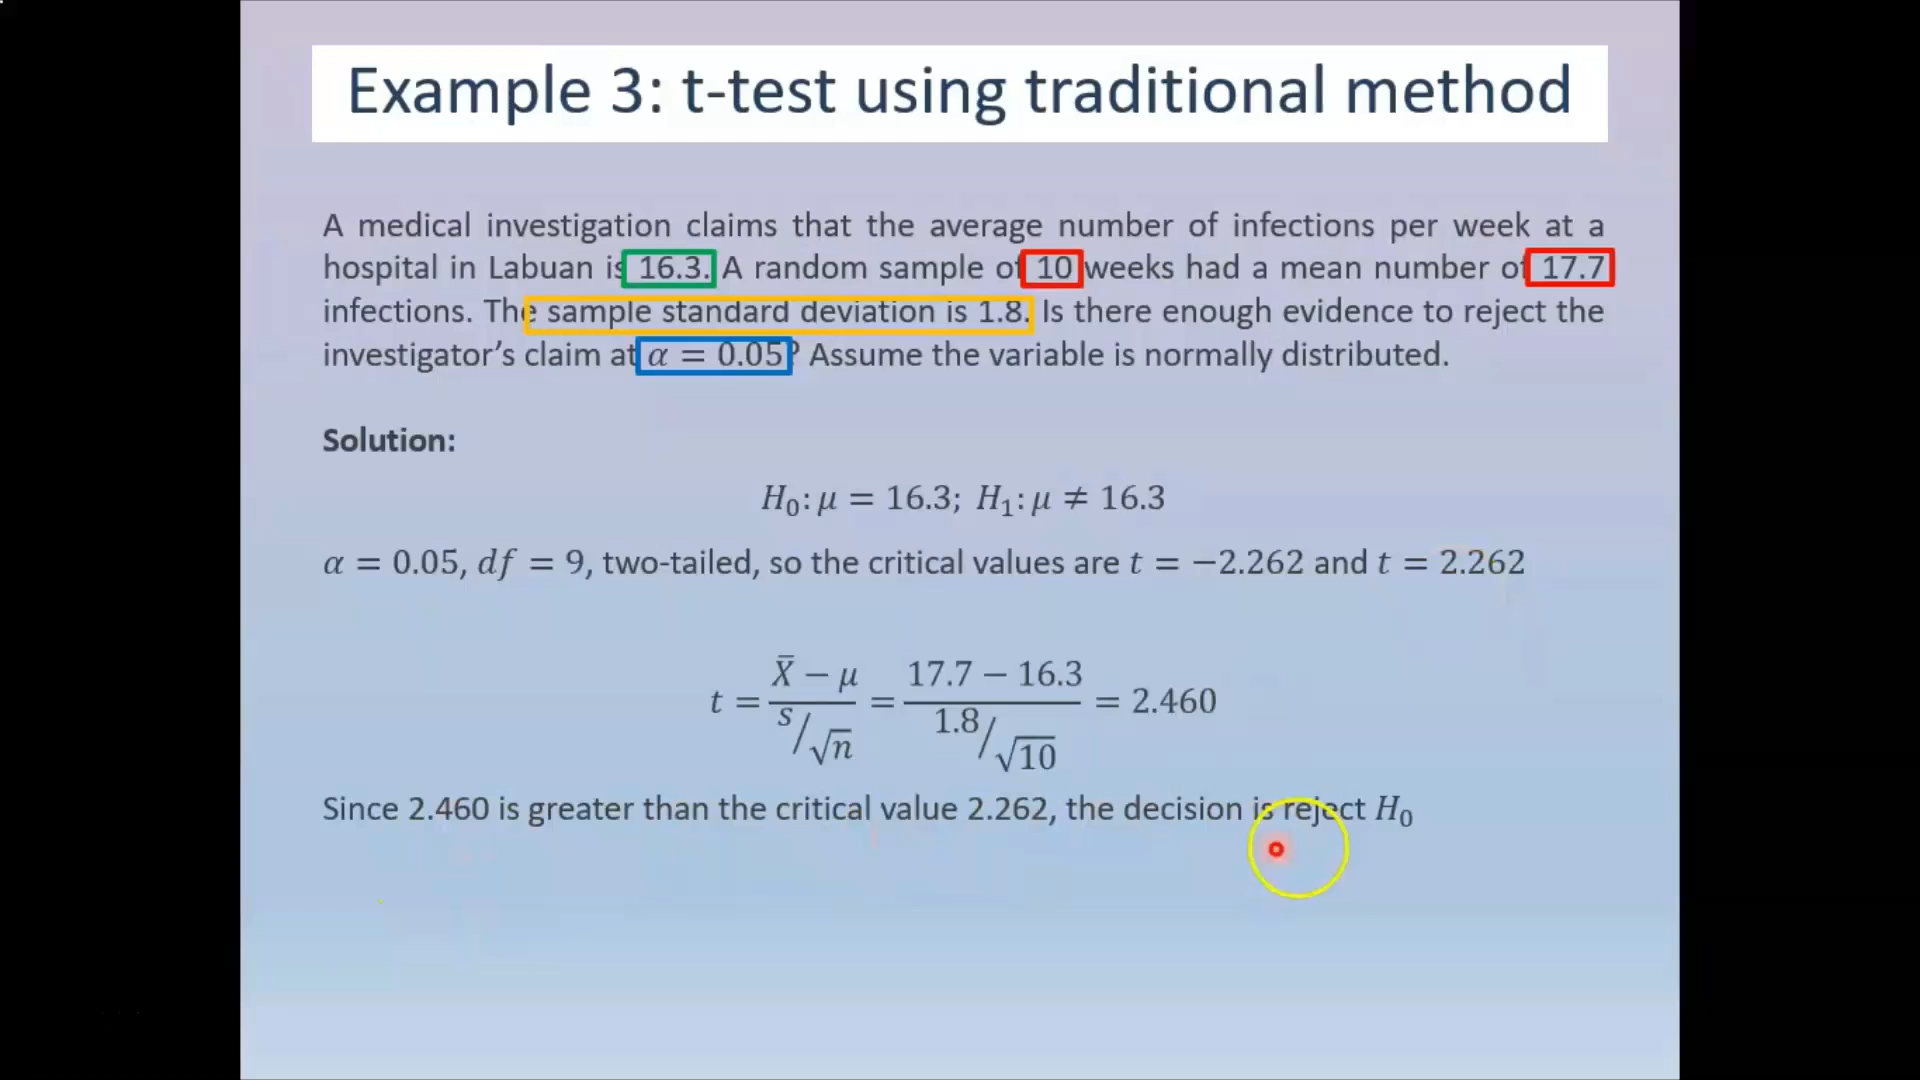 Example 3: t-test using traditional method
A medical investigation claims that the average number of infections per week at a
hospital in Labuan is 16.3. A random sample of 10 weeks had a mean number of 17.7
infections. The sample standard deviation is 1.8. Is there enough evidence to reject the
investigator’s claim at α = 0.05? Assume the variable is normally distributed.
Solution:
H₀: μ = 16.3; H₁: μ ≠ 16.3
α = 0.05, df = 9, two-tailed, so the critical values are t = −2.262 and t = 2.262
t = (X̄ − μ)/(s/√n) = (17.7 − 16.3)/(1.8/√10) = 2.460
Since 2.460 is greater than the critical value 2.262, the decision is reject H₀